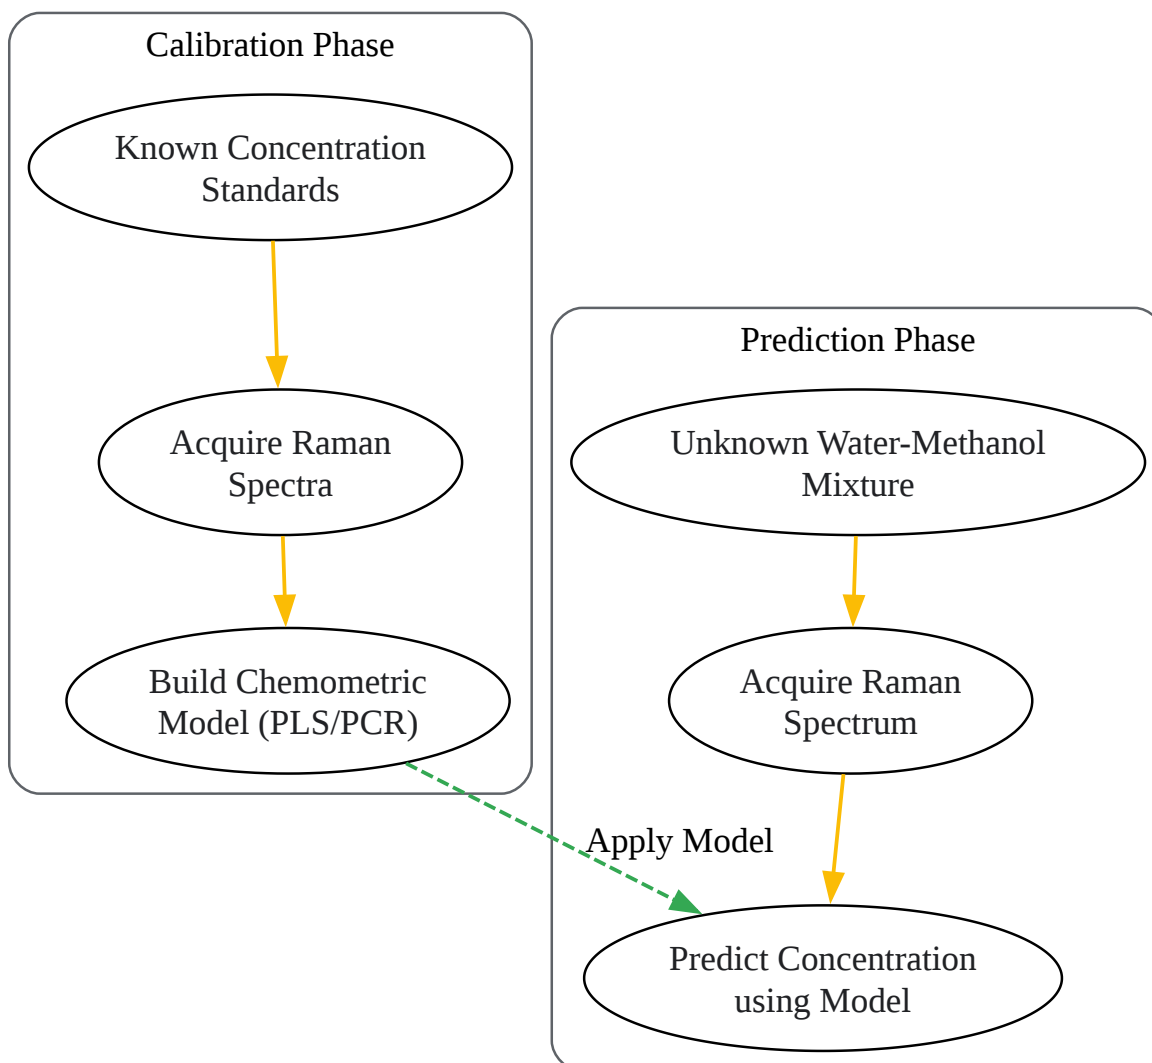 Calibration Phase
Known Concentration
Standards
Acquire Raman
Spectra
Build Chemometric
Model (PLS/PCR)
Apply Model
Prediction Phase
Unknown Water-Methanol
Mixture
Acquire Raman
Spectrum
Predict Concentration
using Model